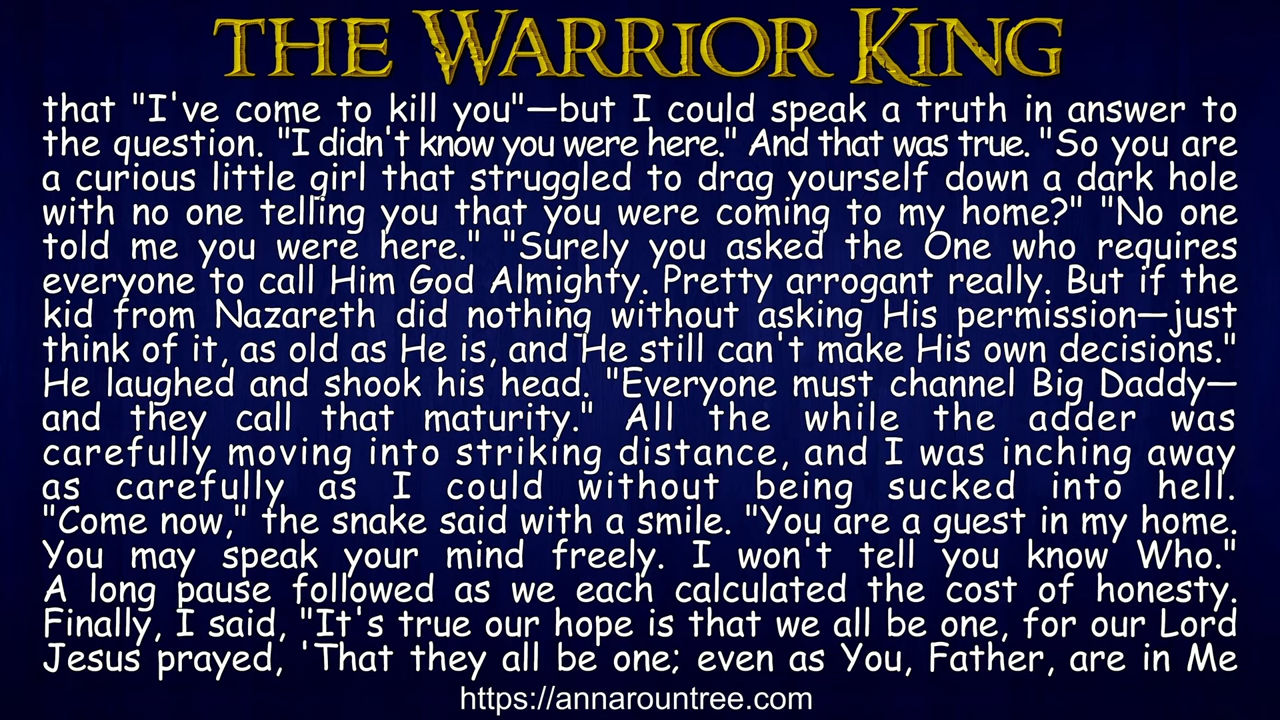 THE WARRIOR KING
that "I've come to kill you"—but I could speak a truth in answer to
the question. "I didn't know you were here." And that was true. "So you are
a curious little girl that struggled to drag yourself down a dark hole
with no one telling you that you were coming to my home?" "No one
told me you were here." "Surely you asked the One who requires
everyone to call Him God Almighty. Pretty arrogant really. But if the
kid from Nazareth did nothing without asking His permission—just
think of it, as old as He is, and He still can't make His own decisions."
He laughed and shook his head. "Everyone must channel Big Daddy—
and they call that maturity." All the while the adder was
carefully moving into striking distance, and I was inching away
as carefully as I could without being sucked into hell.
"Come now," the snake said with a smile. "You are a guest in my home.
You may speak your mind freely. I won't tell you know Who."
A long pause followed as we each calculated the cost of honesty.
Finally, I said, "It's true our hope is that we all be one, for our Lord
Jesus prayed, 'That they all be one; even as You, Father, are in Me
https://annarountree.com